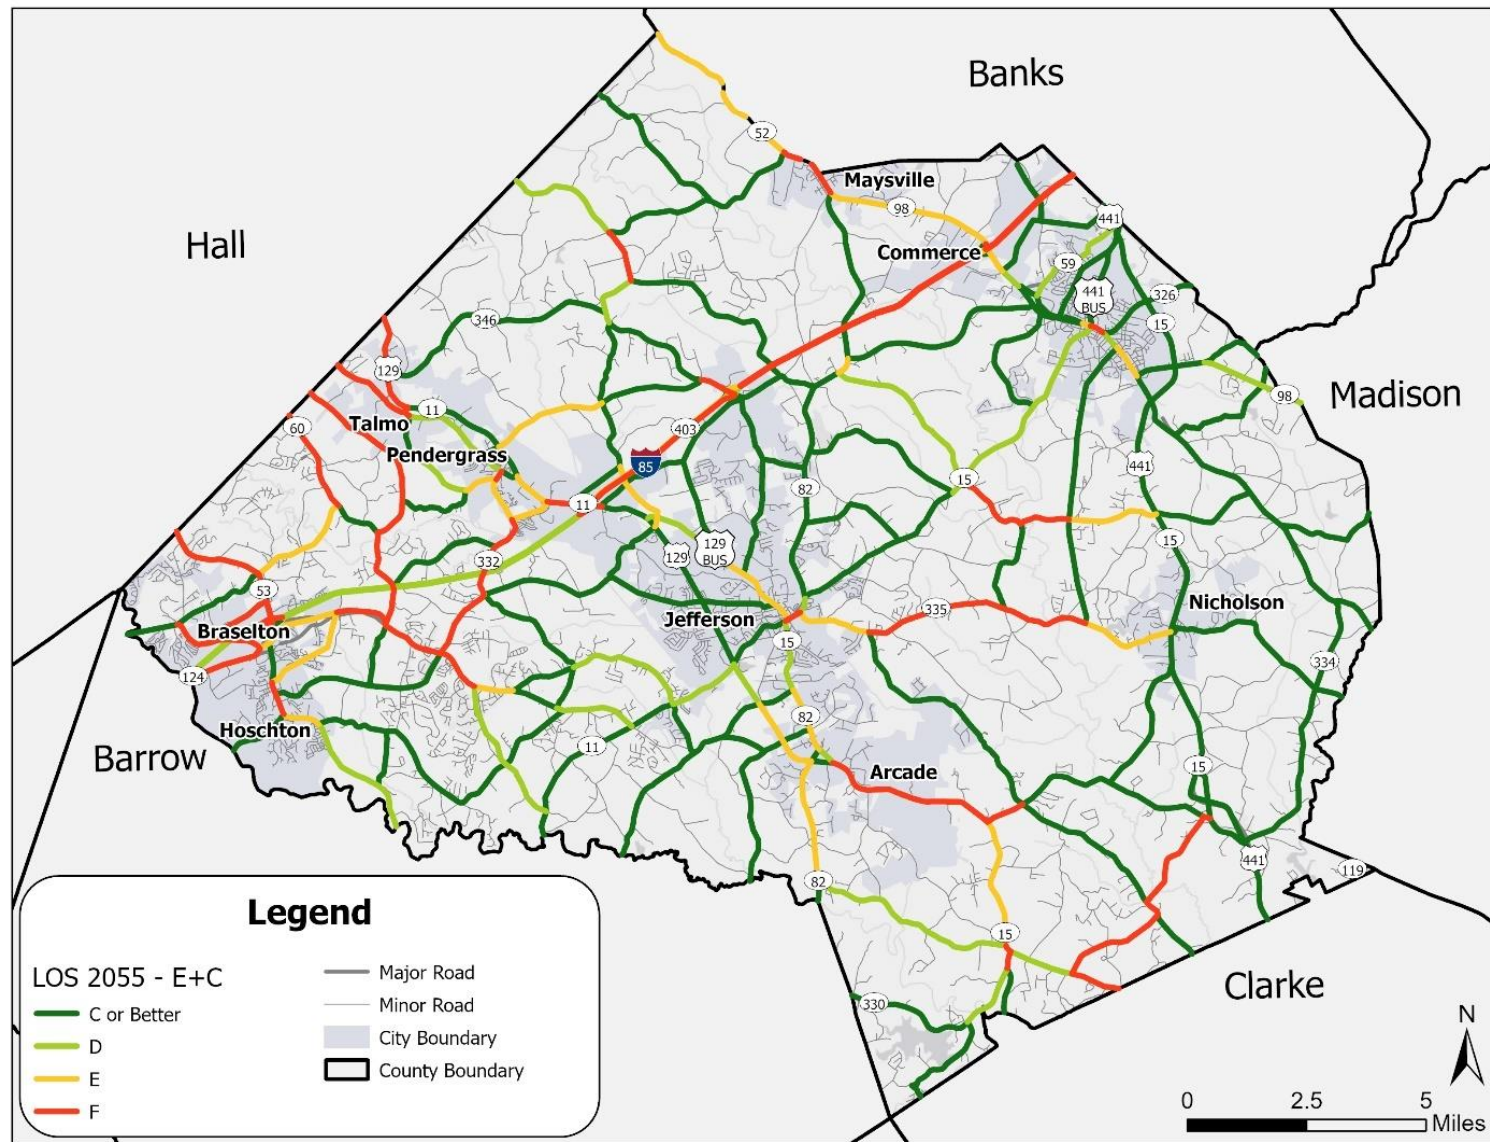 Banks
52
Maysville
98
441
Hall
Commerce
59
441
BUS
326
346
15
129
Madison
98
11
60
Talmo
403
Pendergrass
85
441
15
82
11
129
BUS
129
15
332
53
Nicholson
335
Jefferson
Braselton
15
334
124
82
Hoschton
11
Barrow
15
Arcade
441
119
82
15
Clarke
330
N
Legend
LOS 2055 - E+C
C or Better
D
E
F
Major Road
Minor Road
City Boundary
County Boundary
0 2.5 5
Miles